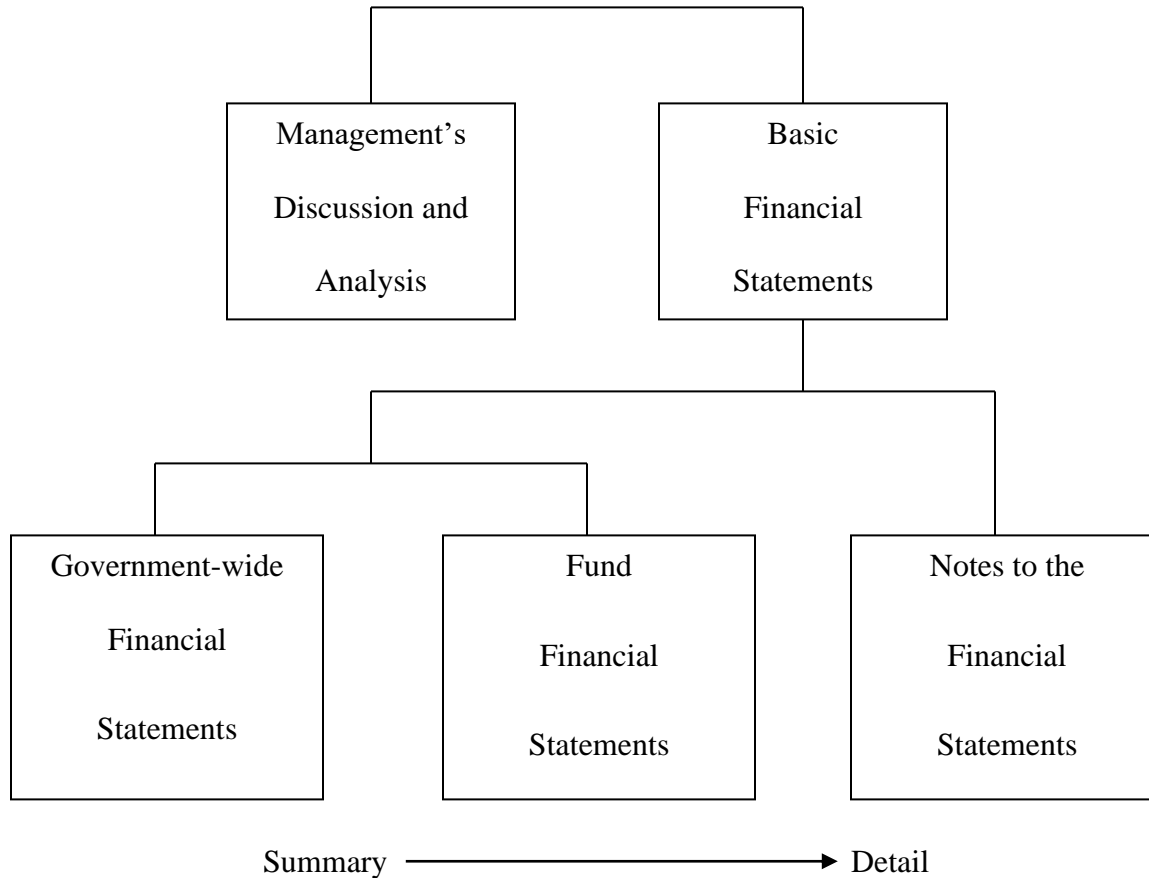 Management’s
Discussion and
Analysis
Basic
Financial
Statements
Government-wide
Financial
Statements
Fund
Financial
Statements
Notes to the
Financial
Statements
Summary
Detail